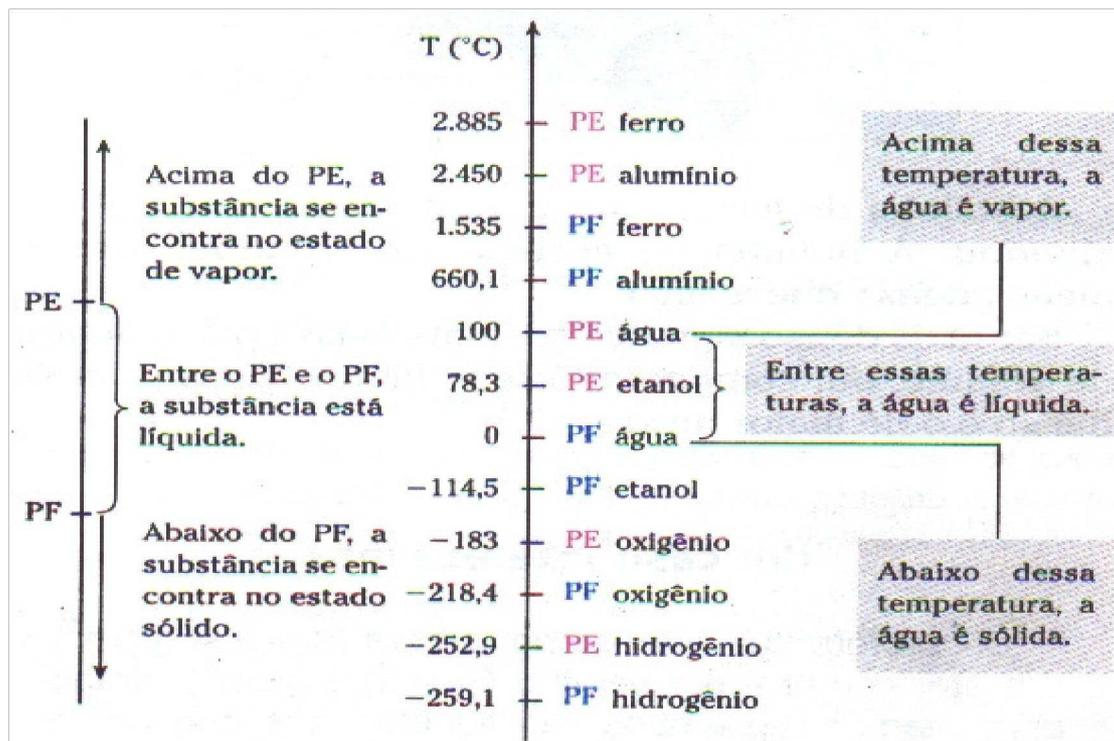 T (°C)
2.885 PE ferro
2.450 PE alumínio
1.535 PF ferro
660,1 PF alumínio
100 PE água
78,3 PE etanol
0 PF água
−114,5 PF etanol
−183 PE oxigênio
−218,4 PF oxigênio
−252,9 PE hidrogênio
−259,1 PF hidrogênio
Acima do PE, a
substância se en-
contra no estado
de vapor.
PE
Entre o PE e o PF,
a substância está
líquida.
PF
Abaixo do PF, a
substância se en-
contra no estado
sólido.
Acima dessa
temperatura, a
água é vapor.
Entre essas tempera-
turas, a água é líquida.
Abaixo dessa
temperatura, a
água é sólida.